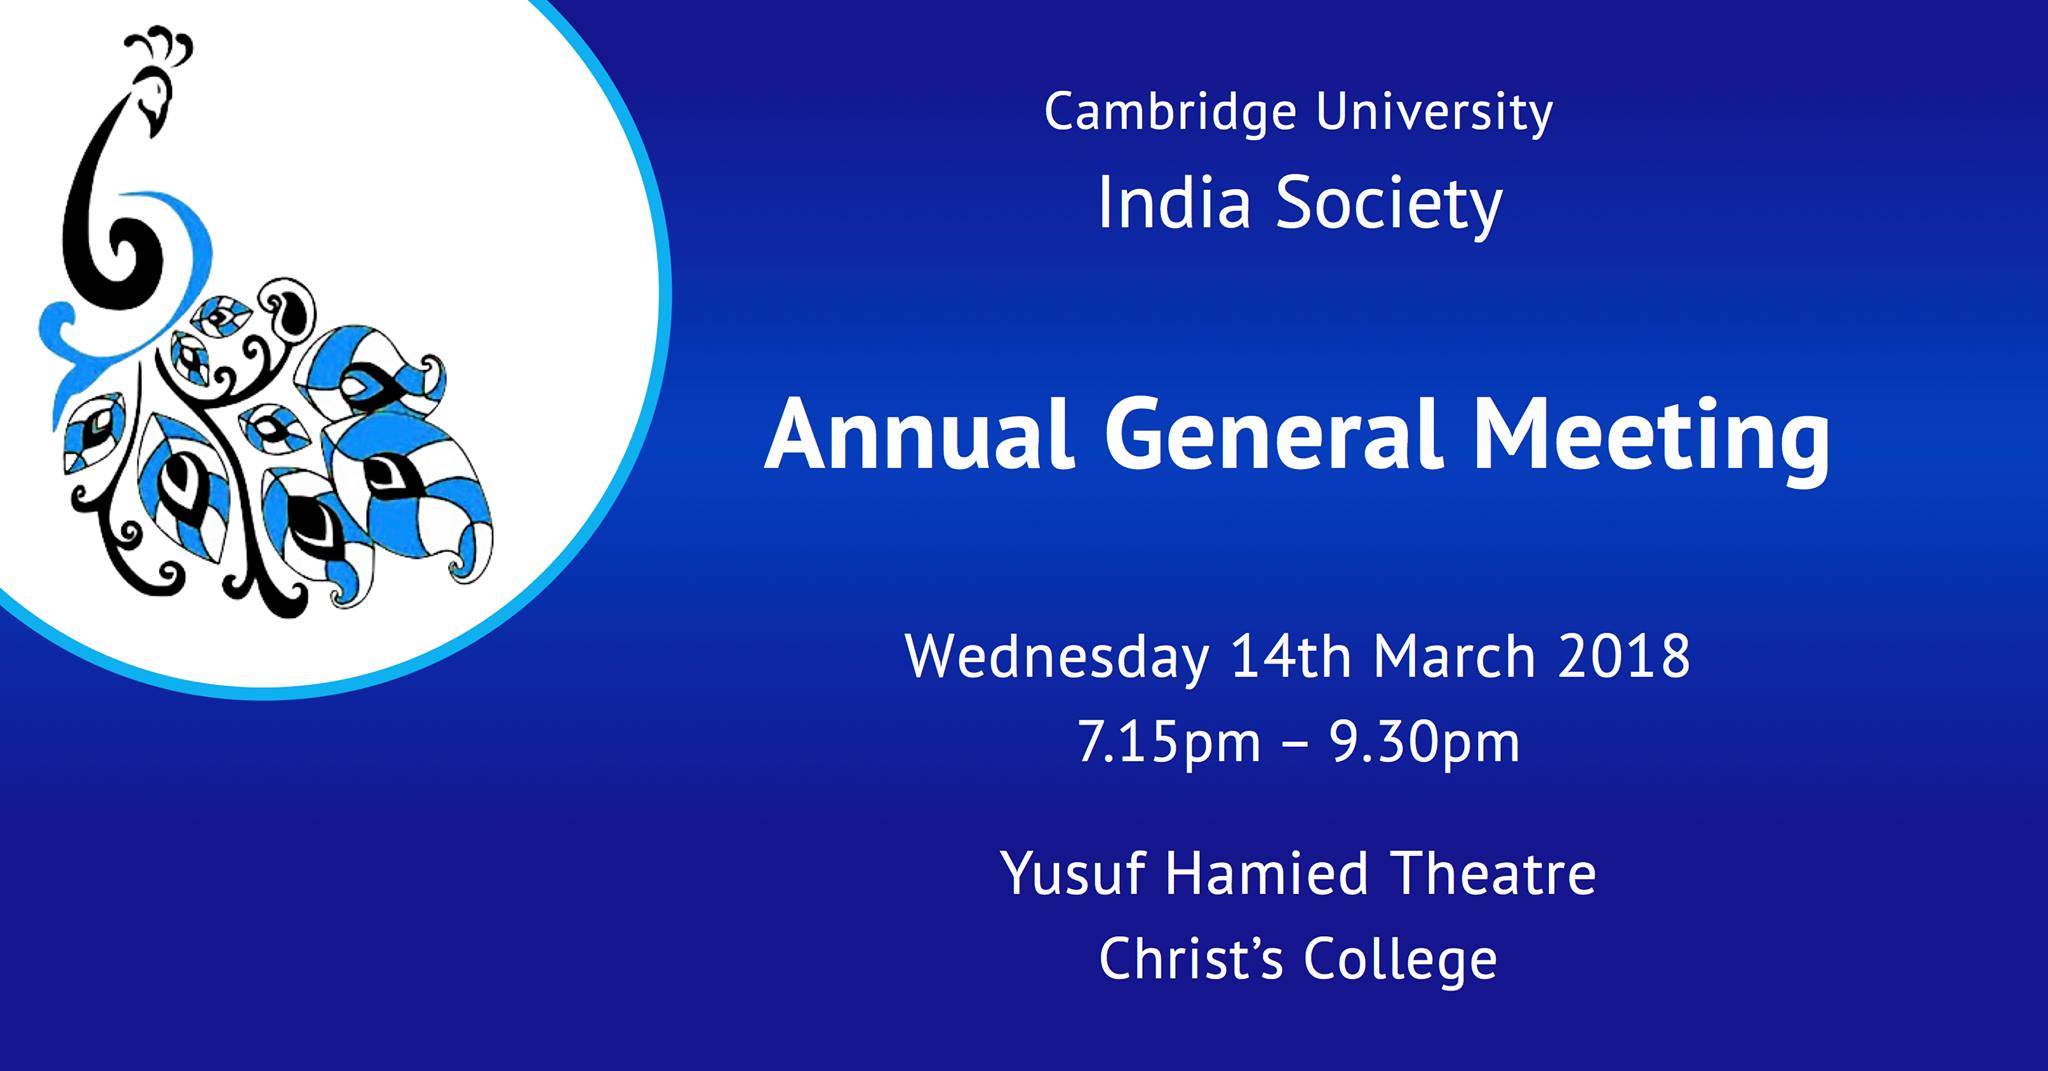 Cambridge University
India Society
Annual General Meeting
Wednesday 14th March 2018
7.15pm – 9.30pm
Yusuf Hamied Theatre
Christ’s College